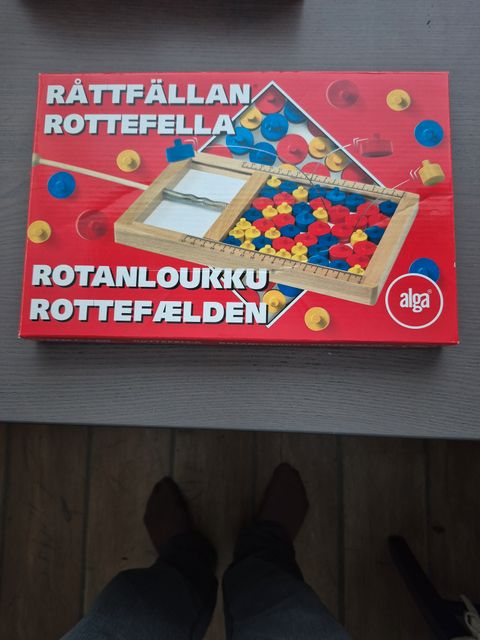 RÅTTFÄLLAN
ROTTEFELLA
ROTANLOUKKU
ROTTEFÆLDEN
alga®